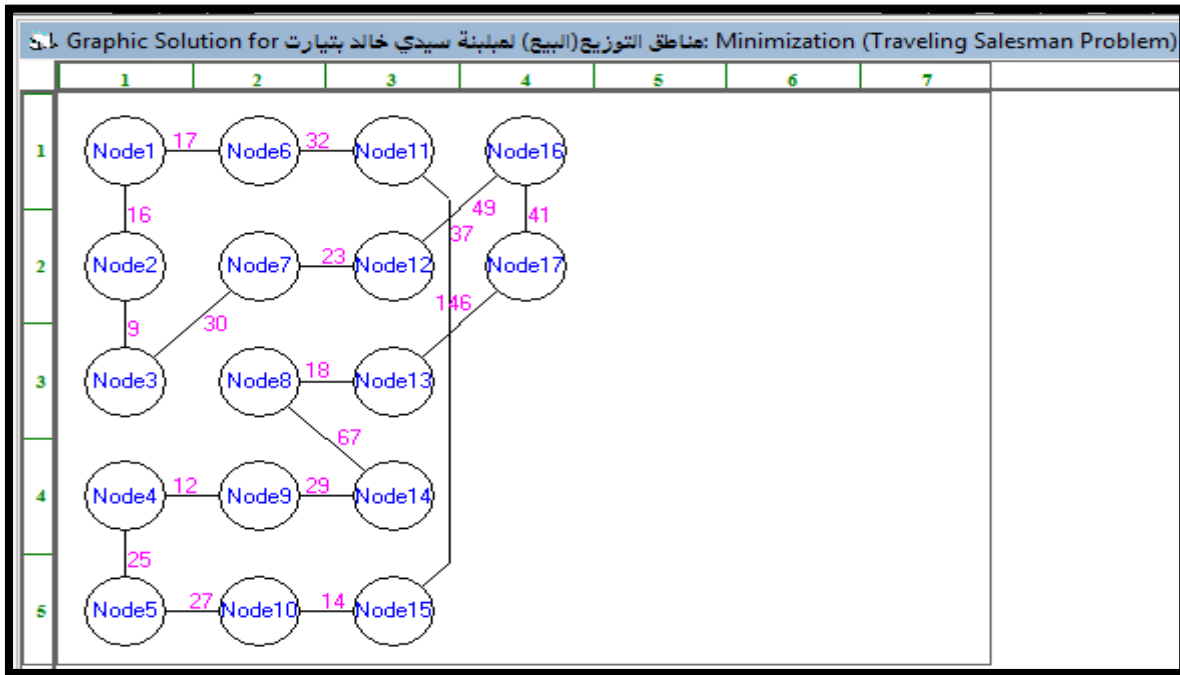 Graphic Solution for مناطق التوزيع(البيع) لمبلبنة سيدي خالد بتيارت: Minimization (Traveling Salesman Problem)
1 2 3 4 5 6 7
1 Node1 17 Node6 32 Node11 Node16
16 49 41
37
2 Node2 Node7 23 Node12 Node17
146
9 30
3 Node3 Node8 18 Node13
67
4 Node4 12 Node9 29 Node14
25
5 Node5 27 Node10 14 Node15